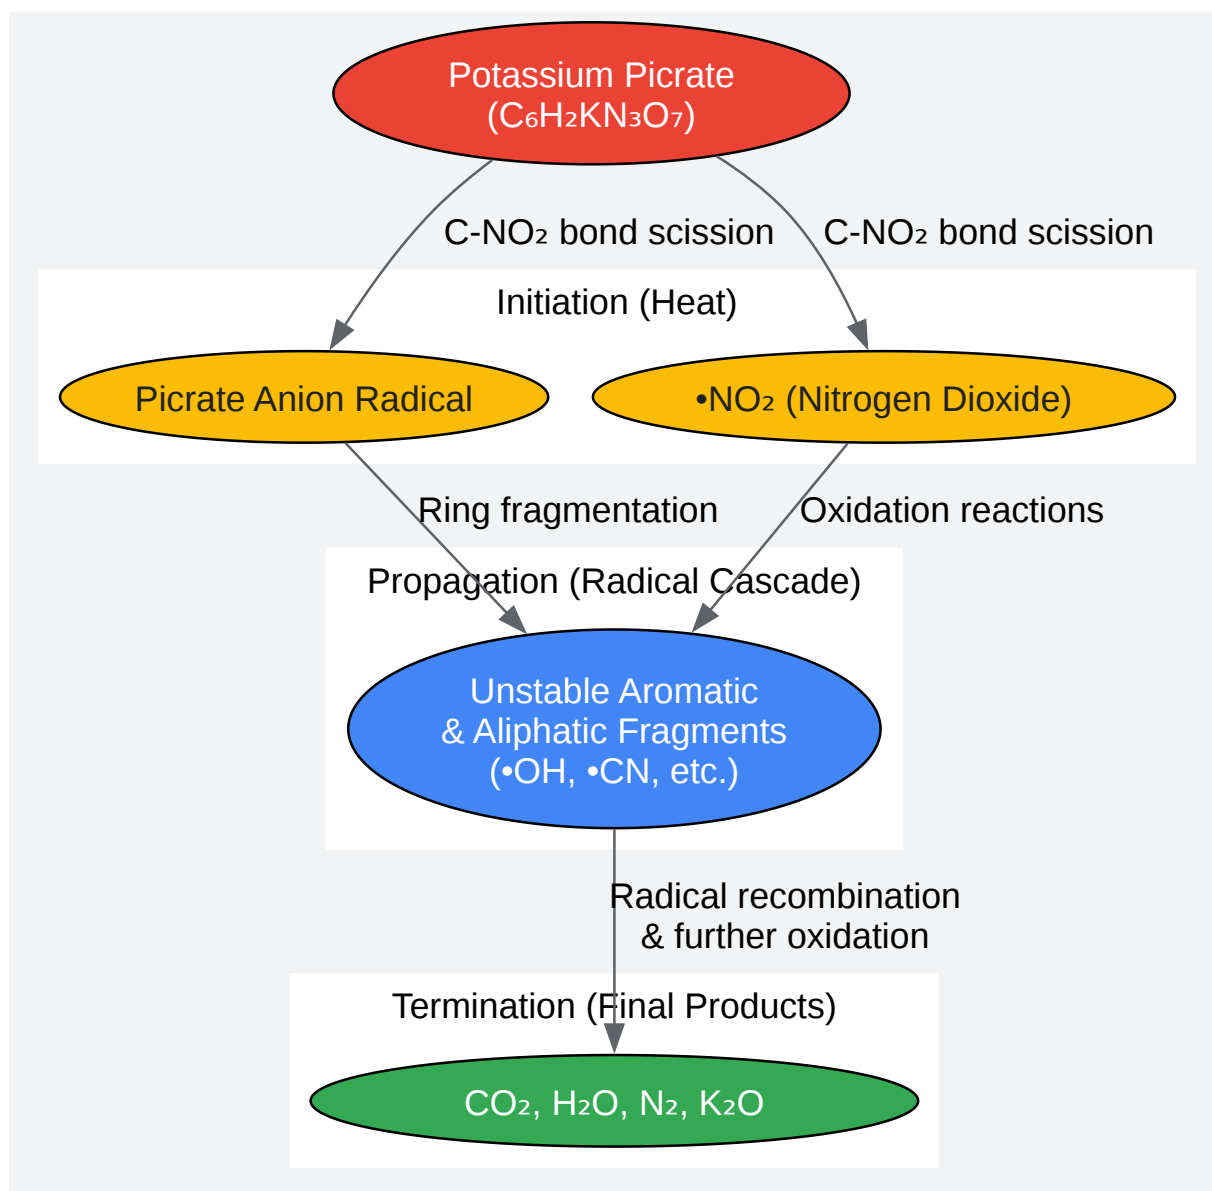 Potassium Picrate
(C₆H₂KN₃O₇)
C-NO₂ bond scission
C-NO₂ bond scission
Initiation (Heat)
Picrate Anion Radical
•NO₂ (Nitrogen Dioxide)
Ring fragmentation
Oxidation reactions
Propagation (Radical Cascade)
Unstable Aromatic
& Aliphatic Fragments
(•OH, •CN, etc.)
Radical recombination
& further oxidation
Termination (Final Products)
CO₂, H₂O, N₂, K₂O